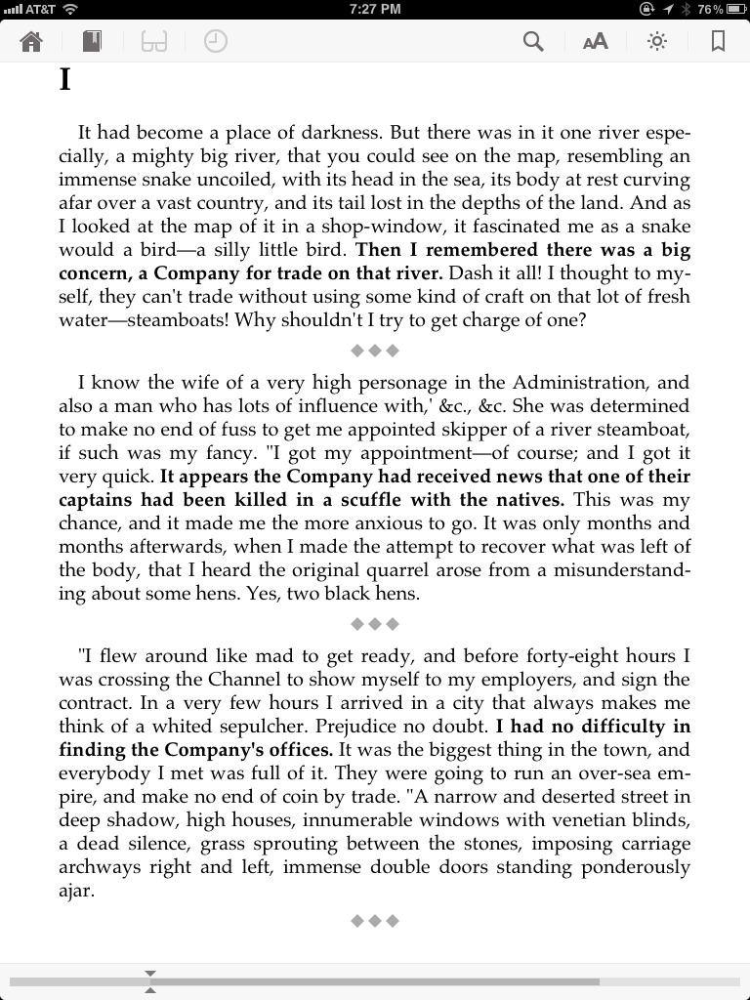 AT&T 7:27 PM 76%
AA
I
It had become a place of darkness. But there was in it one river espe-
cially, a mighty big river, that you could see on the map, resembling an
immense snake uncoiled, with its head in the sea, its body at rest curving
afar over a vast country, and its tail lost in the depths of the land. And as
I looked at the map of it in a shop-window, it fascinated me as a snake
would a bird—a silly little bird. Then I remembered there was a big
concern, a Company for trade on that river. Dash it all! I thought to my-
self, they can't trade without using some kind of craft on that lot of fresh
water—steamboats! Why shouldn't I try to get charge of one?
I know the wife of a very high personage in the Administration, and
also a man who has lots of influence with,' &c., &c. She was determined
to make no end of fuss to get me appointed skipper of a river steamboat,
if such was my fancy. "I got my appointment—of course; and I got it
very quick. It appears the Company had received news that one of their
captains had been killed in a scuffle with the natives. This was my
chance, and it made me the more anxious to go. It was only months and
months afterwards, when I made the attempt to recover what was left of
the body, that I heard the original quarrel arose from a misunderstand-
ing about some hens. Yes, two black hens.
"I flew around like mad to get ready, and before forty-eight hours I
was crossing the Channel to show myself to my employers, and sign the
contract. In a very few hours I arrived in a city that always makes me
think of a whited sepulcher. Prejudice no doubt. I had no difficulty in
finding the Company's offices. It was the biggest thing in the town, and
everybody I met was full of it. They were going to run an over-sea em-
pire, and make no end of coin by trade. "A narrow and deserted street in
deep shadow, high houses, innumerable windows with venetian blinds,
a dead silence, grass sprouting between the stones, imposing carriage
archways right and left, immense double doors standing ponderously
ajar.